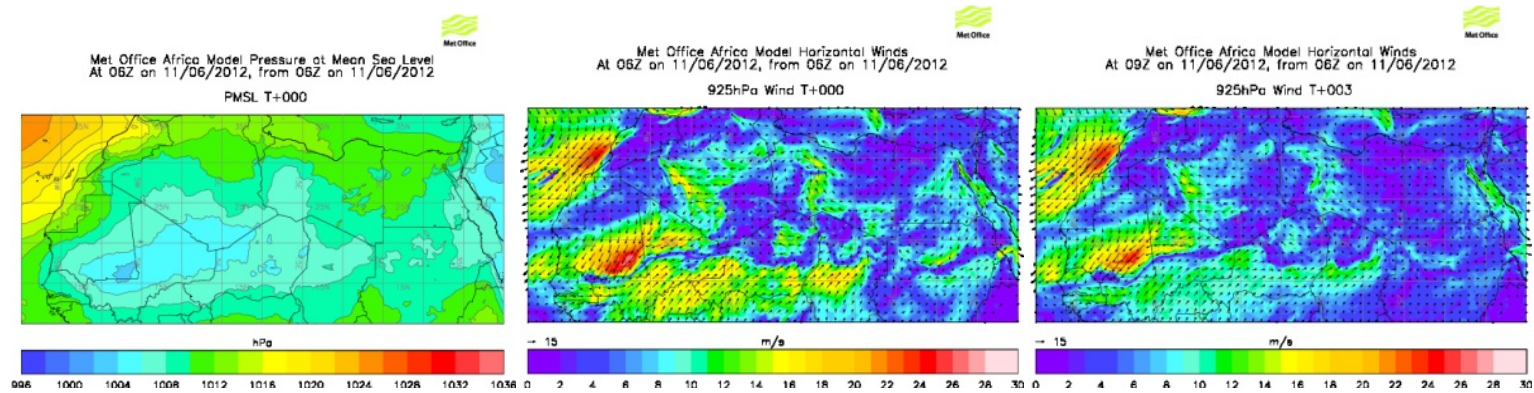 Met Office
Met Office Africa Model Pressure at Mean Sea Level
At 06Z on 11/06/2012, from 06Z on 11/06/2012
PMSL T+000
hPa
996 1000 1004 1008 1012 1016 1020 1024 1028 1032 1036
Met Office
Met Office Africa Model Horizontal Winds
At 06Z on 11/06/2012, from 06Z on 11/06/2012
925hPa Wind T+000
→ 15
m/s
0 2 4 6 8 10 12 14 16 18 20 22 24 26 28 30
Met Office
Met Office Africa Model Horizontal Winds
At 09Z on 11/06/2012, from 06Z on 11/06/2012
925hPa Wind T+003
→ 15
m/s
0 2 4 6 8 10 12 14 16 18 20 22 24 26 28 30